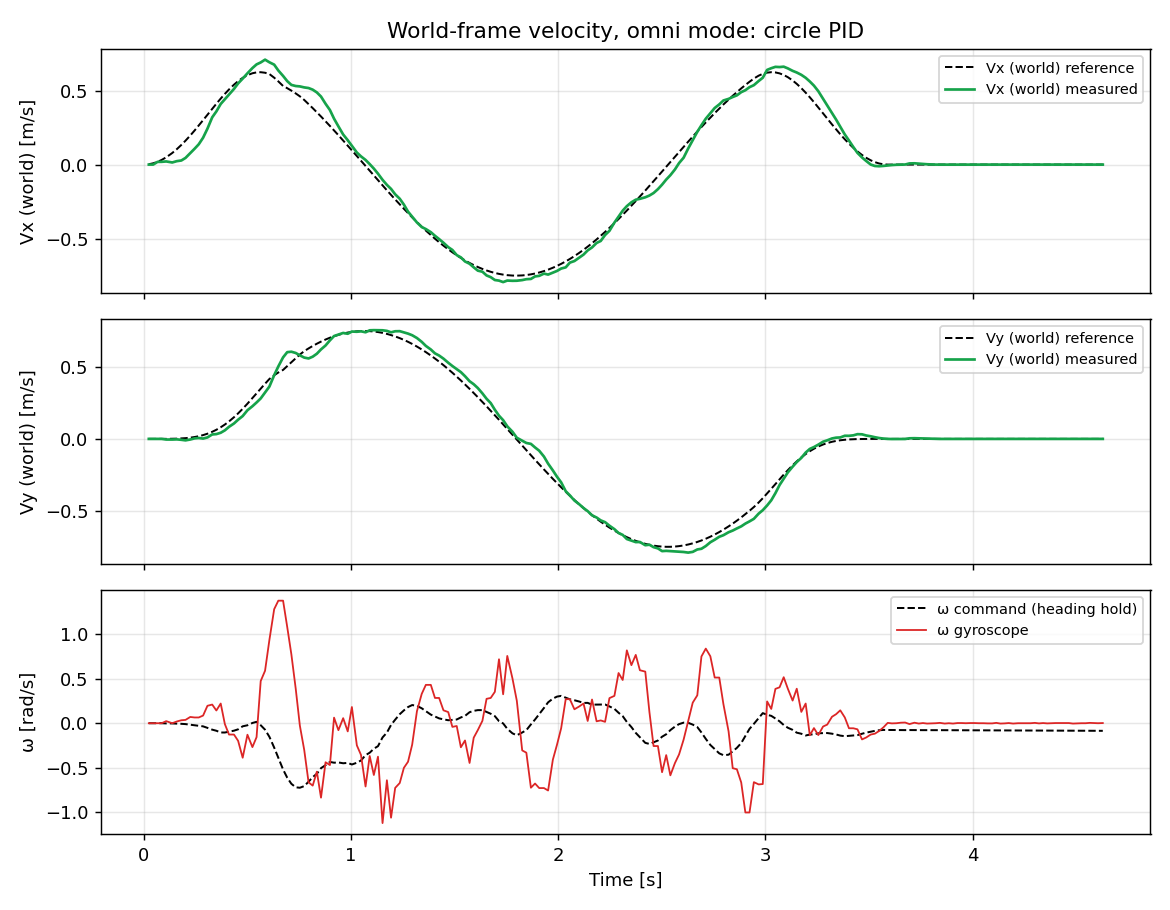 World-frame velocity, omni mode: circle PID
Vx (world) [m/s]
0.5
0.0
−0.5
Vx (world) reference
Vx (world) measured
Vy (world) [m/s]
0.5
0.0
−0.5
Vy (world) reference
Vy (world) measured
ω [rad/s]
1.0
0.5
0.0
−0.5
−1.0
ω command (heading hold)
ω gyroscope
0 1 2 3 4
Time [s]